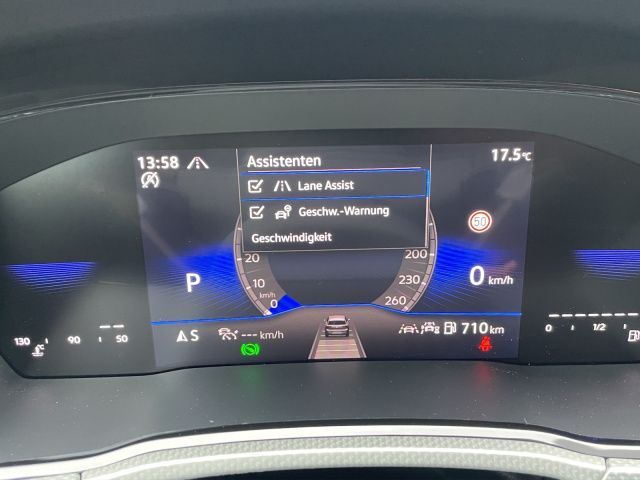 13:58
17.5°C
Assistenten
Lane Assist
Geschw.-Warnung
Geschwindigkeit
50
20
10
km/h
0
200
230
260
P
0 km/h
130 90 50
S
--- km/h
710 km
0 1/2